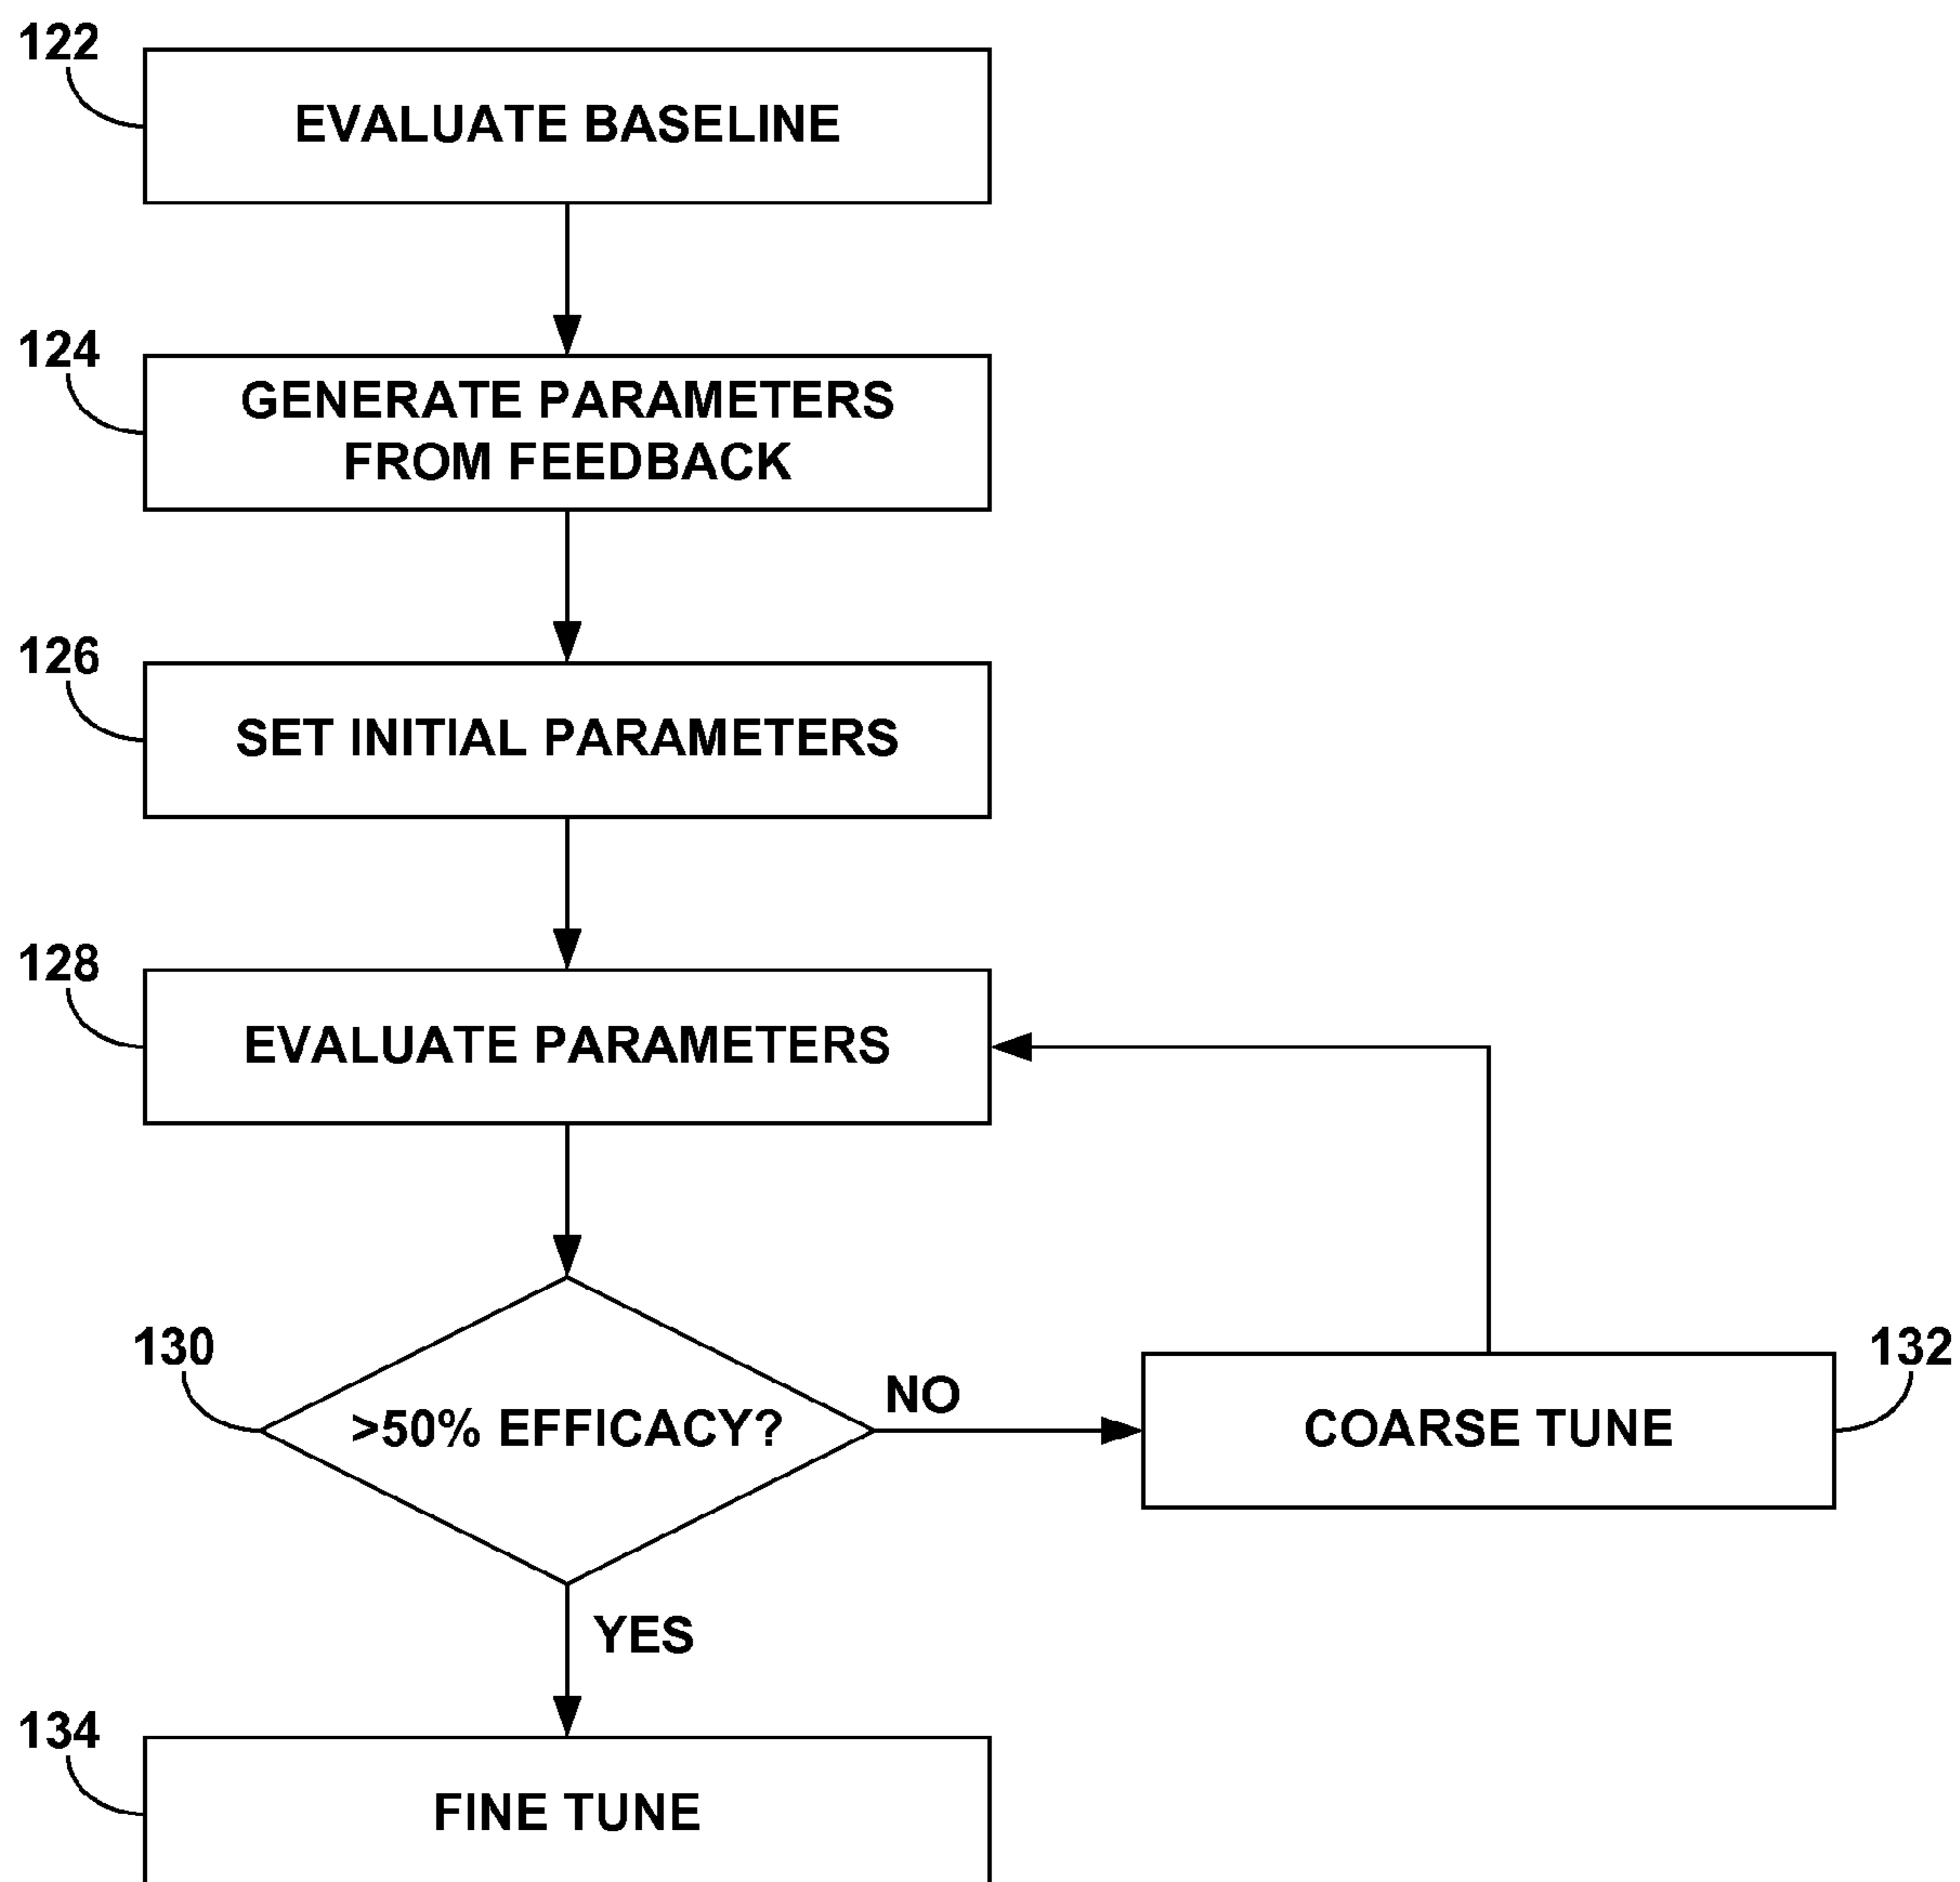 122
EVALUATE BASELINE
124
GENERATE PARAMETERS
FROM FEEDBACK
126
SET INITIAL PARAMETERS
128
EVALUATE PARAMETERS
130
>50% EFFICACY?
NO
132
COARSE TUNE
YES
134
FINE TUNE